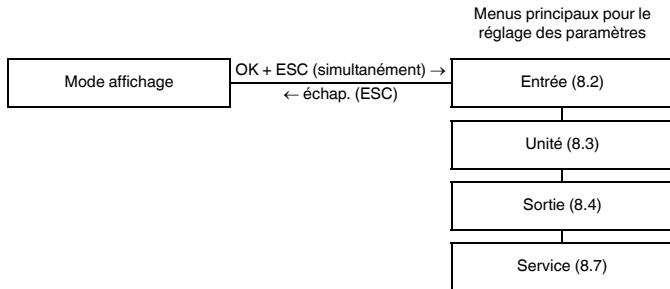 Menus principaux pour le
réglage des paramètres
Mode affichage
OK + ESC (simultanément) →
← échap. (ESC)
Entrée (8.2)
Unité (8.3)
Sortie (8.4)
Service (8.7)